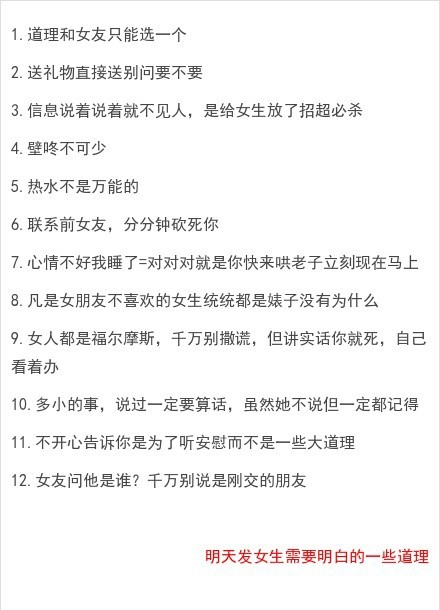 1. 道理和女友只能选一个
2. 送礼物直接送别问要不要
3. 信息说着说着就不见人，是给女生放了招超必杀
4. 壁咚不可少
5. 热水不是万能的
6. 联系前女友，分分钟砍死你
7. 心情不好我睡了=对对对就是你快来哄老子立刻现在马上
8. 凡是女朋友不喜欢的女生统统都是婊子没有为什么
9. 女人都是福尔摩斯，千万别撒谎，但讲实话你就死，自己
看着办
10. 多小的事，说过一定要算话，虽然她不说但一定都记得
11. 不开心告诉你是为了听安慰而不是一些大道理
12. 女友问他是谁？千万别说是刚交的朋友
明天发女生需要明白的一些道理